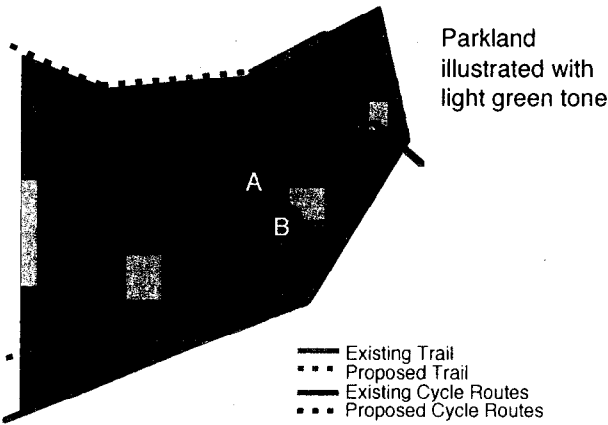 Parkland
illustrated with
light green tone
A
B
Existing Trail
Proposed Trail
Existing Cycle Routes
Proposed Cycle Routes